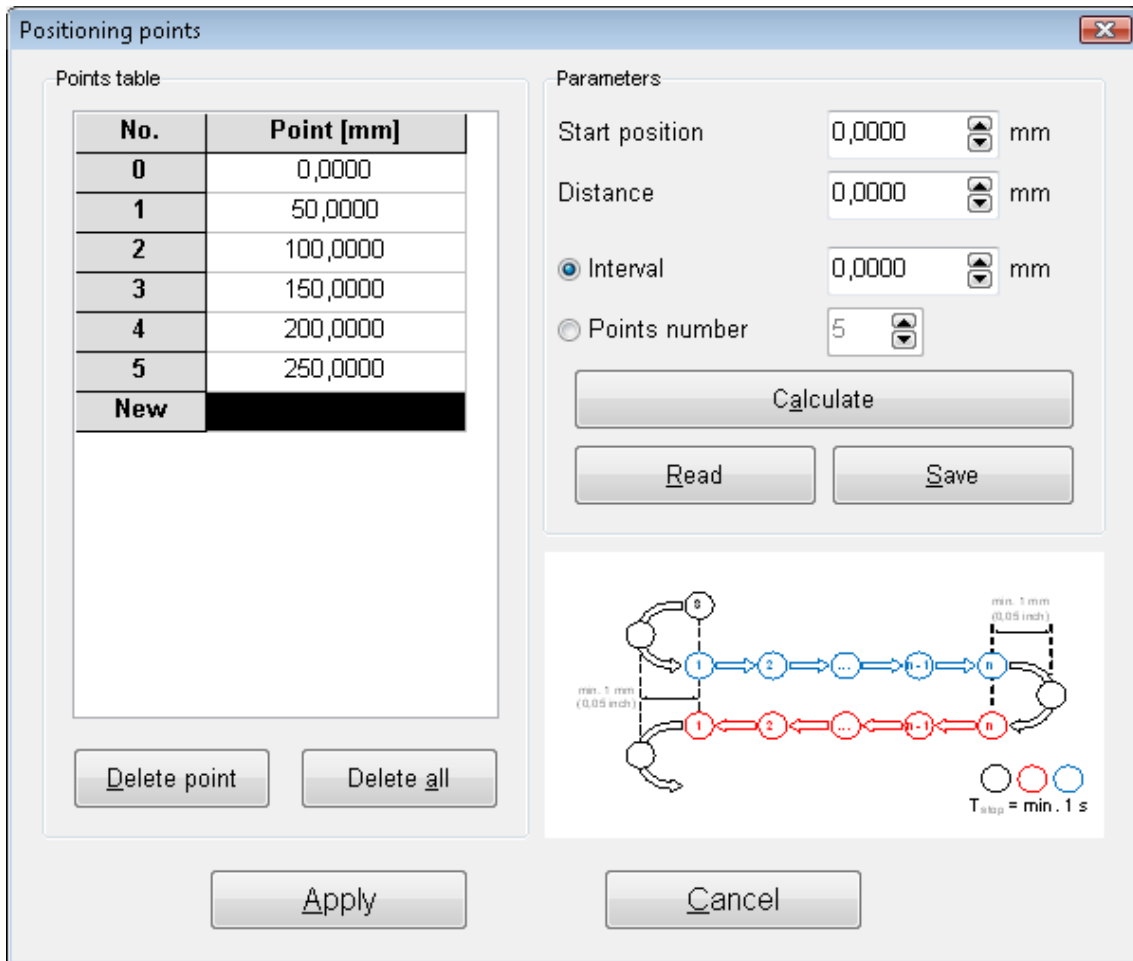 Positioning points
Points table
No. Point [mm]
0 0,0000
1 50,0000
2 100,0000
3 150,0000
4 200,0000
5 250,0000
New
Delete point Delete all
Parameters
Start position 0,0000 mm
Distance 0,0000 mm
Interval 0,0000 mm
Points number 5
Calculate
Read Save
min. 1 mm
(0,05 inch)
1 2 ... n-1 n
min. 1 mm
(0,05 inch)
1 2 ... n-1 n
Tstop = min. 1 s
Apply Cancel